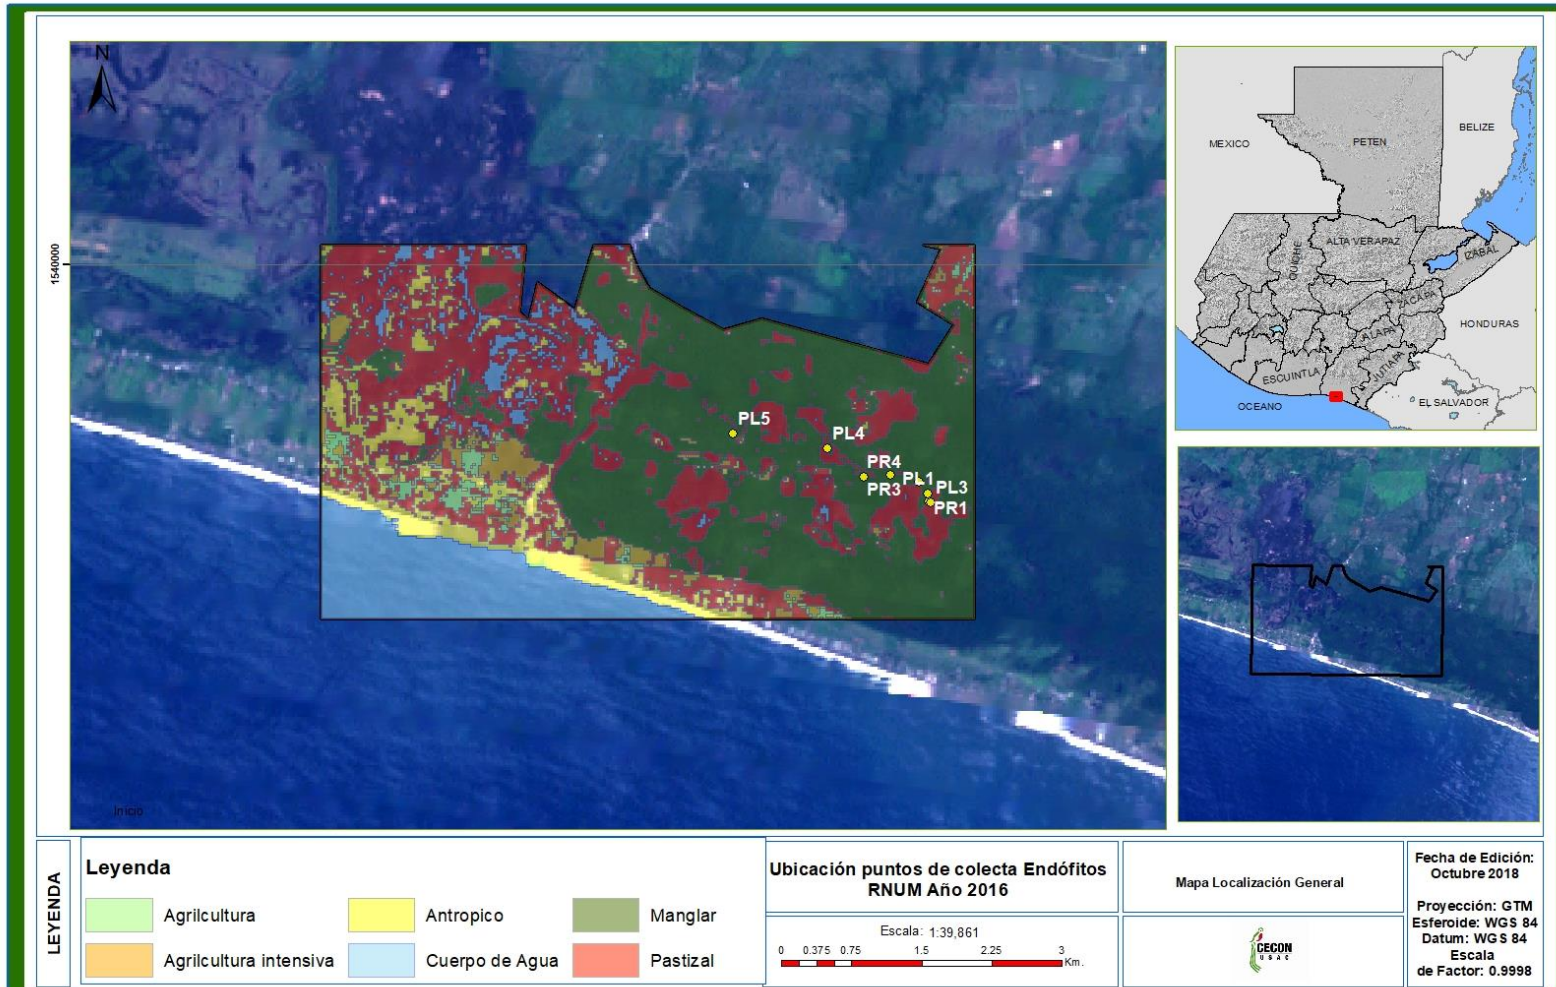 N
1540000
PL5
PL4
PR4
PR3
PL1
PL3
PR1
Inicio
MEXICO
BELIZE
PETEN
ALTA VERAPAZ
QUICHE
IZABAL
ZACAPA
ALAPA
HONDURAS
JUTIAPA
ESCUINTLA
OCEANO
EL SALVADOR
LEYENDA
Leyenda
Agrilcultura
Antropico
Manglar
Agrilcultura intensiva
Cuerpo de Agua
Pastizal
Ubicación puntos de colecta Endófitos
RNUM Año 2016
Escala: 1:39,861
0 0.375 0.75 1.5 2.25 3
Km.
Mapa Localización General
CECON
USAC
Fecha de Edición:
Octubre 2018
Proyección: GTM
Esferoide: WGS 84
Datum: WGS 84
Escala
de Factor: 0.9998